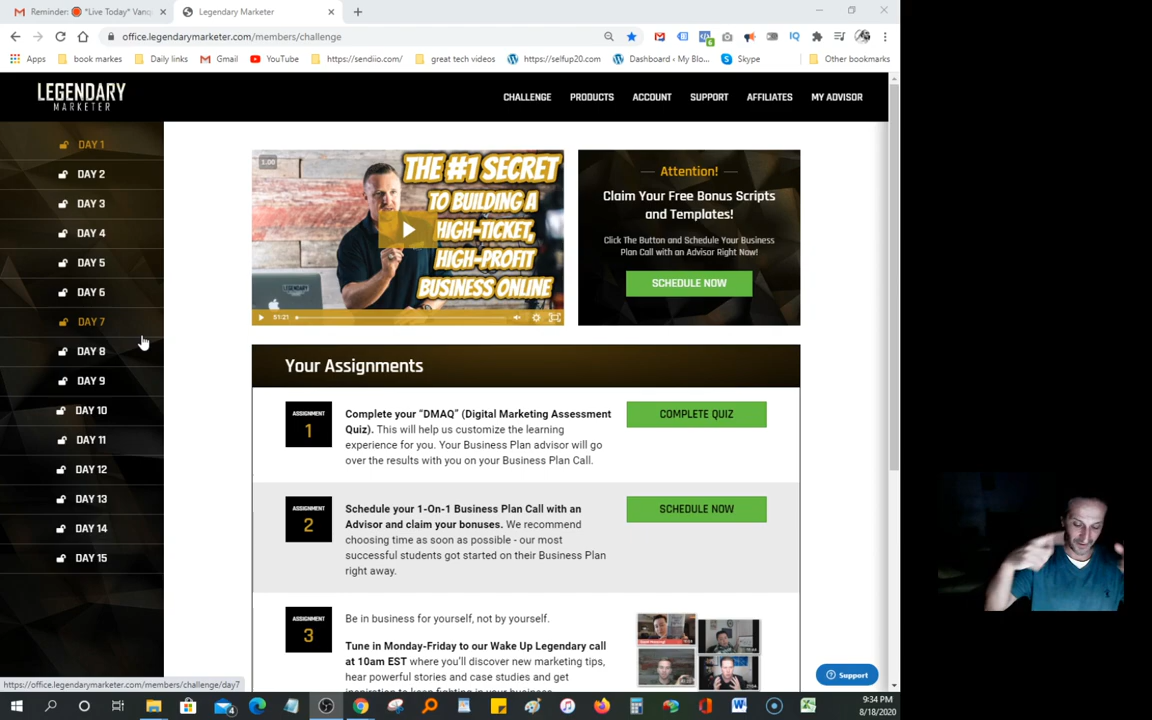 Reminder: *Live Today* Vanq
Legendary Marketer
office.legendarymarketer.com/members/challenge
Apps
book markes
Daily links
Gmail
YouTube
https://sendiio.com/
great tech videos
https://selfup20.com
Dashboard ‹ My Blo...
Skype
Other bookmarks
LEGENDARY
MARKETER
CHALLENGE
PRODUCTS
ACCOUNT
SUPPORT
AFFILIATES
MY ADVISOR
DAY 1
DAY 2
DAY 3
DAY 4
DAY 5
DAY 6
DAY 7
DAY 8
DAY 9
DAY 10
DAY 11
DAY 12
DAY 13
DAY 14
DAY 15
1.00
THE #1 SECRET
TO BUILDING A
HIGH-TICKET,
HIGH-PROFIT
BUSINESS ONLINE
LEGENDARY
51:21
Attention!
Claim Your Free Bonus Scripts
and Templates!
Click The Button and Schedule Your Business
Plan Call with an Advisor Right Now!
SCHEDULE NOW
Your Assignments
ASSIGNMENT
1
Complete your "DMAQ" (Digital Marketing Assessment
Quiz). This will help us customize the learning
experience for you. Your Business Plan advisor will go
over the results with you on your Business Plan Call.
COMPLETE QUIZ
ASSIGNMENT
2
Schedule your 1-On-1 Business Plan Call with an
Advisor and claim your bonuses. We recommend
choosing time as soon as possible - our most
successful students got started on their Business Plan
right away.
SCHEDULE NOW
ASSIGNMENT
3
Be in business for yourself, not by yourself.
Tune in Monday-Friday to our Wake Up Legendary call
at 10am EST where you'll discover new marketing tips,
hear powerful stories and case studies and get
inspiration to keep fighting in your business.
Support
https://office.legendarymarketer.com/members/challenge/day7
9:34 PM
8/18/2020